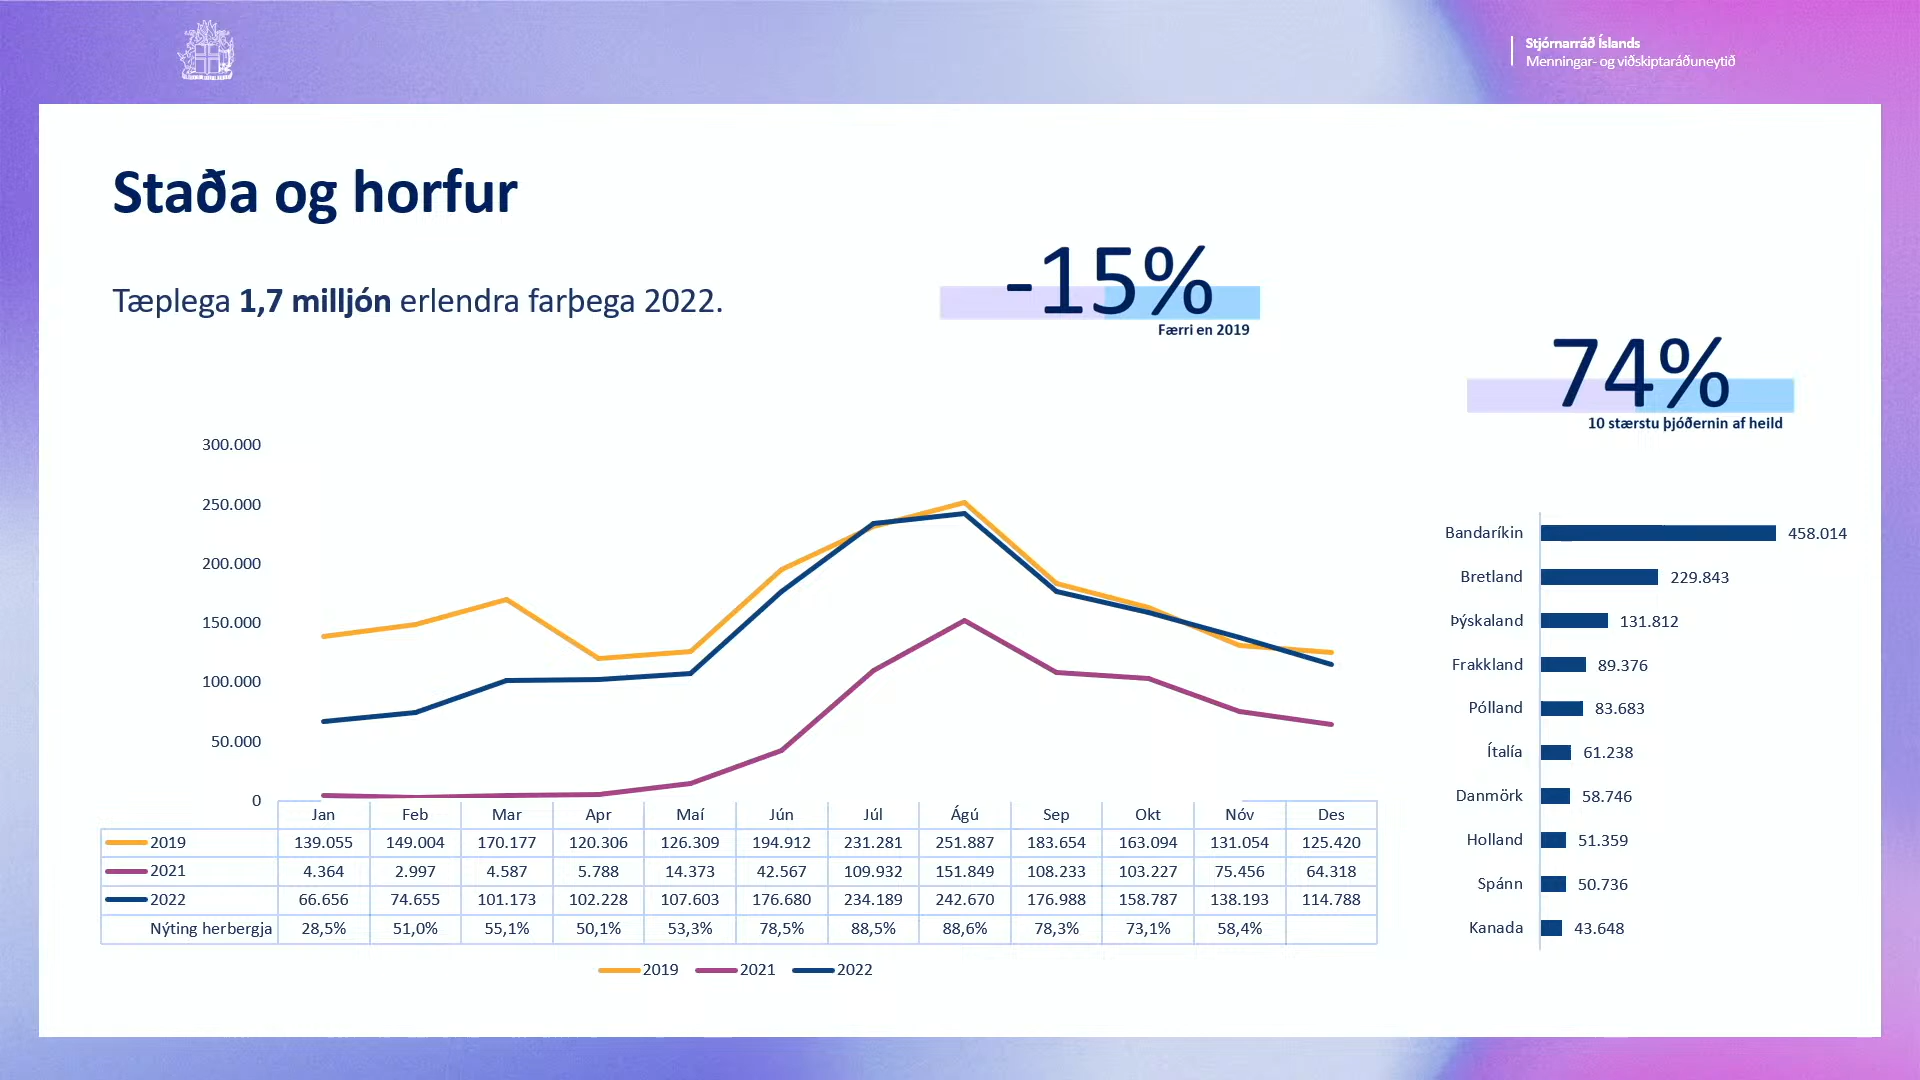 Stjórnarráð Íslands
Menningar- og viðskiptaráðuneytið
Staða og horfur
Tæplega 1,7 milljón erlendra farþega 2022.
-15%
Færri en 2019
74%
10 stærstu þjóðernin af heild
300.000
250.000
200.000
150.000
100.000
50.000
0
Jan Feb Mar Apr Maí Jún Júl Ágú Sep Okt Nóv Des
2019 139.055 149.004 170.177 120.306 126.309 194.912 231.281 251.887 183.654 163.094 131.054 125.420
2021 4.364 2.997 4.587 5.788 14.373 42.567 109.932 151.849 108.233 103.227 75.456 64.318
2022 66.656 74.655 101.173 102.228 107.603 176.680 234.189 242.670 176.988 158.787 138.193 114.788
Nýting herbergja 28,5% 51,0% 55,1% 50,1% 53,3% 78,5% 88,5% 88,6% 78,3% 73,1% 58,4%
2019 2021 2022
Bandaríkin 458.014
Bretland 229.843
Þýskaland 131.812
Frakkland 89.376
Pólland 83.683
Ítalía 61.238
Danmörk 58.746
Holland 51.359
Spánn 50.736
Kanada 43.648